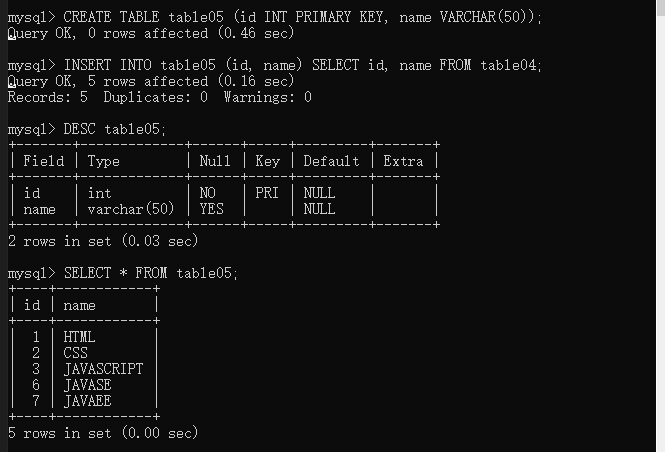 mysql> CREATE TABLE table05 (id INT PRIMARY KEY, name VARCHAR(50));
Query OK, 0 rows affected (0.46 sec)
mysql> INSERT INTO table05 (id, name) SELECT id, name FROM table04;
Query OK, 5 rows affected (0.16 sec)
Records: 5  Duplicates: 0  Warnings: 0
mysql> DESC table05;
+-------+-------------+------+-----+---------+-------+
| Field | Type        | Null | Key | Default | Extra |
+-------+-------------+------+-----+---------+-------+
| id    | int         | NO   | PRI | NULL    |       |
| name  | varchar(50) | YES  |     | NULL    |       |
+-------+-------------+------+-----+---------+-------+
2 rows in set (0.03 sec)
mysql> SELECT * FROM table05;
+----+------------+
| id | name       |
+----+------------+
|  1 | HTML       |
|  2 | CSS        |
|  3 | JAVASCRIPT |
|  6 | JAVASE     |
|  7 | JAVAEE     |
+----+------------+
5 rows in set (0.00 sec)